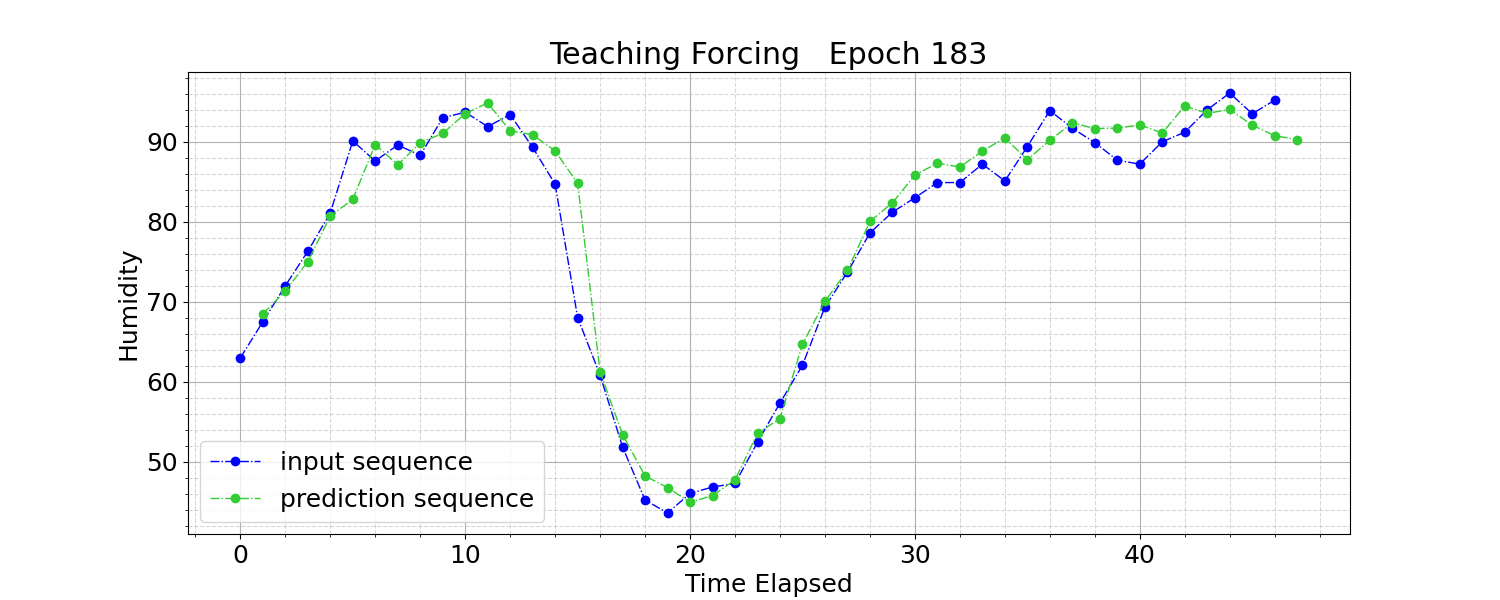 Teaching Forcing   Epoch 183
Humidity
90
80
70
60
50
input sequence
prediction sequence
0 10 20 30 40
Time Elapsed